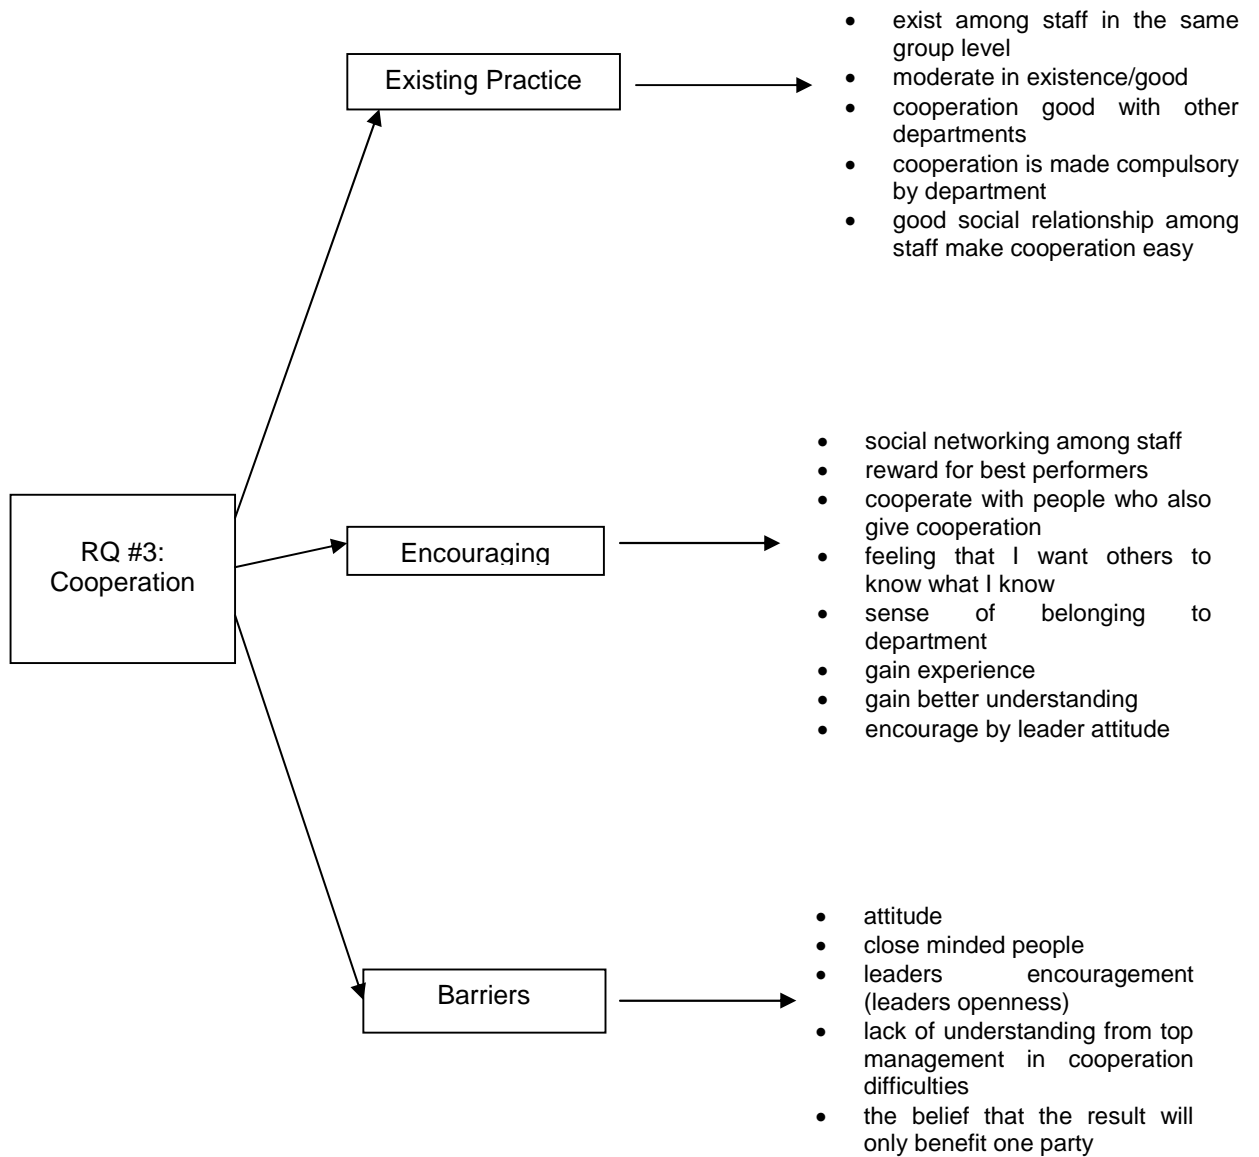 exist among staff in the same
group level
Existing Practice
moderate in existence/good
cooperation good with other
departments
cooperation is made compulsory
by department
good social relationship among
staff make cooperation easy
social networking among staff
reward for best performers
cooperate with people who also
give cooperation
RQ #3:
Cooperation
Encouraging
feeling that I want others to
know what I know
sense of belonging to
department
gain experience
gain better understanding
encourage by leader attitude
Barriers
attitude
close minded people
leaders encouragement
(leaders openness)
lack of understanding from top
management in cooperation
difficulties
the belief that the result will
only benefit one party